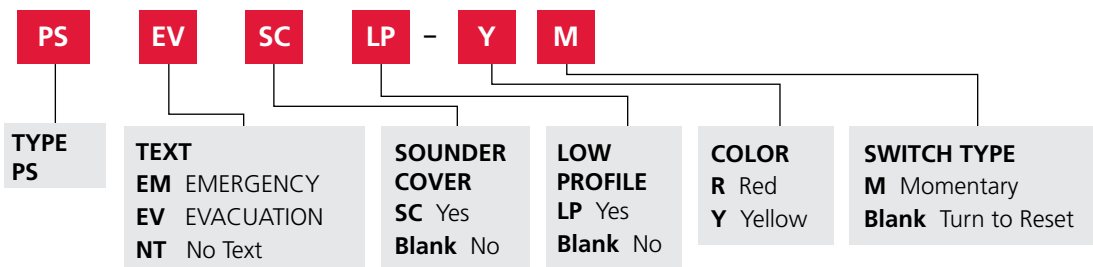 PS EV SC LP – Y M
TYPE
PS
TEXT
EM EMERGENCY
EV EVACUATION
NT No Text
SOUNDER
COVER
SC Yes
Blank No
LOW
PROFILE
LP Yes
Blank No
COLOR
R Red
Y Yellow
SWITCH TYPE
M Momentary
Blank Turn to Reset